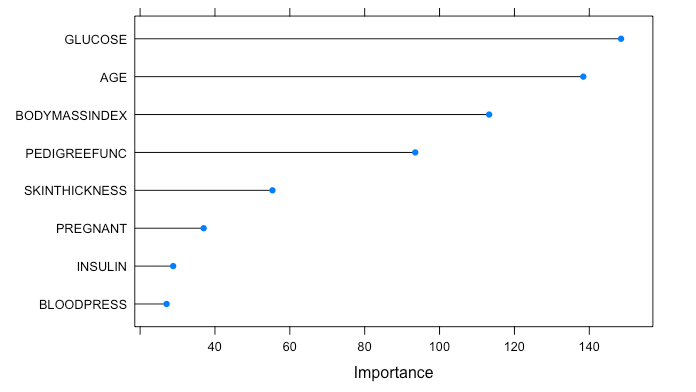 GLUCOSE
AGE
BODYMASSINDEX
PEDIGREEFUNC
SKINTHICKNESS
PREGNANT
INSULIN
BLOODPRESS
40 60 80 100 120 140
Importance